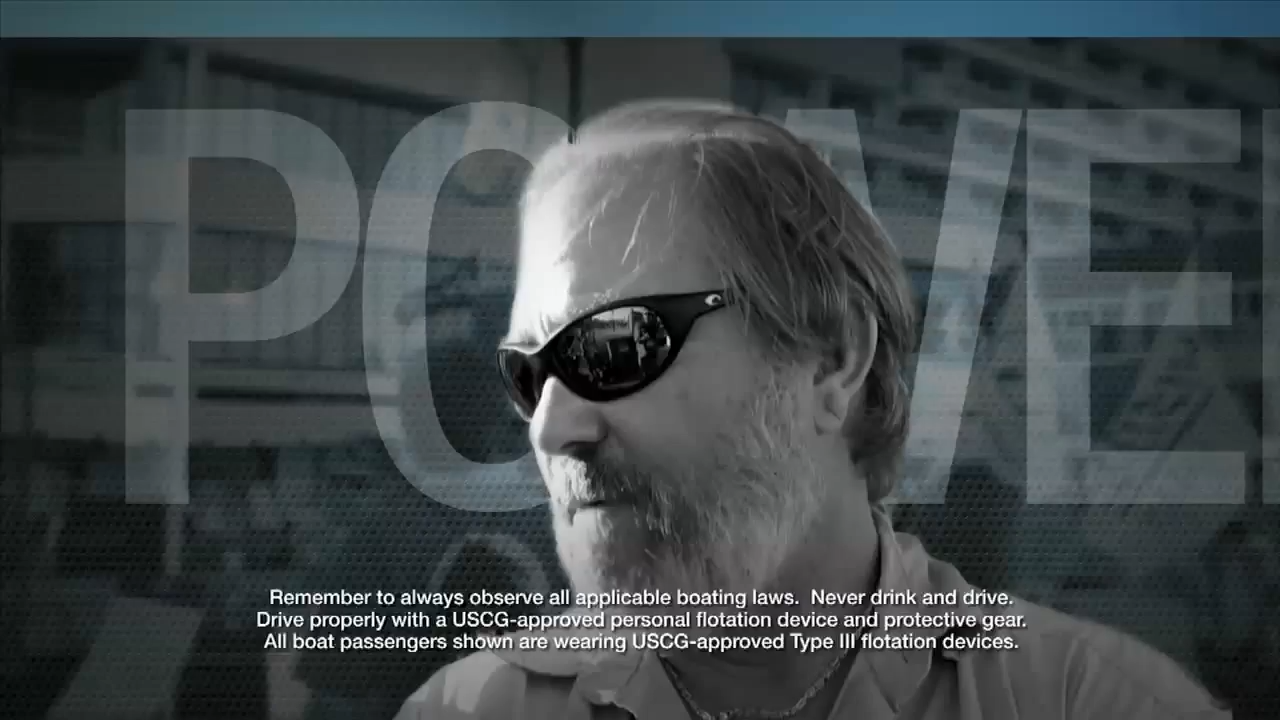 POWE
Remember to always observe all applicable boating laws.  Never drink and drive.
Drive properly with a USCG-approved personal flotation device and protective gear.
All boat passengers shown are wearing USCG-approved Type III flotation devices.